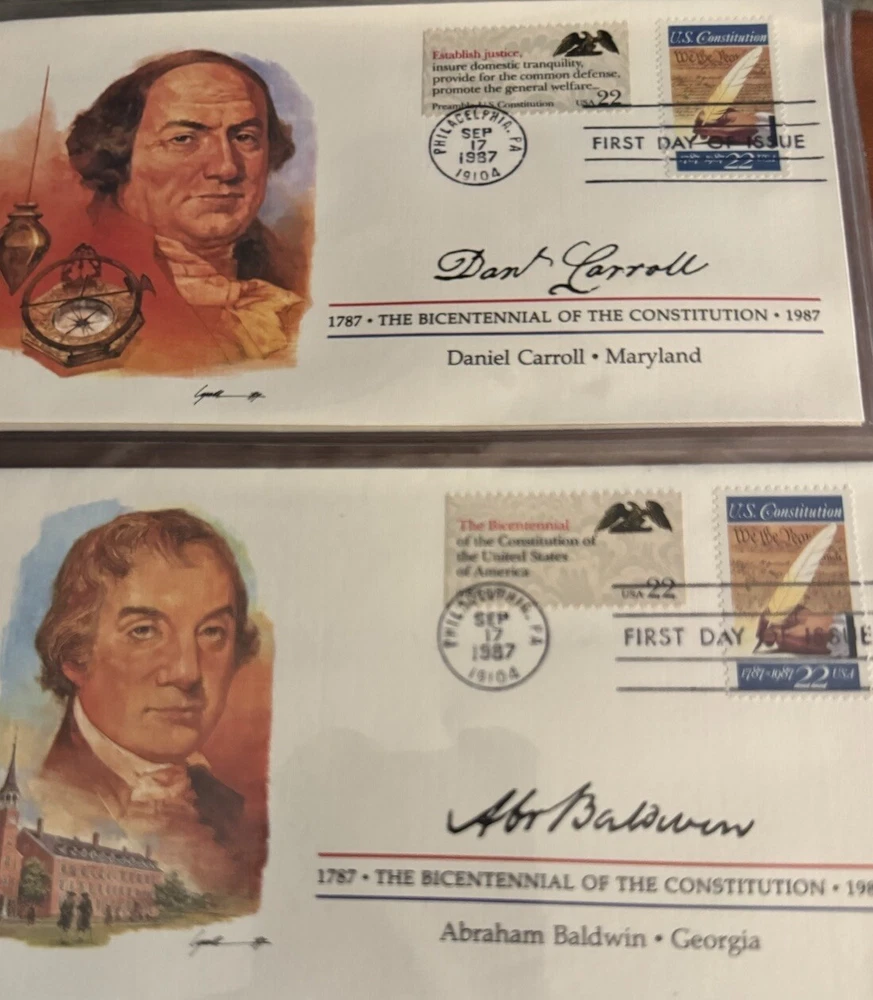 Establish justice,
insure domestic tranquility,
provide for the common defense,
promote the general welfare...
Preamble, U.S. Constitution USA 22
U.S. Constitution
We the People
22
PHILADELPHIA, PA
SEP
17
1987
19104
FIRST DAY OF ISSUE
Danl Carroll
1787 • THE BICENTENNIAL OF THE CONSTITUTION • 1987
Daniel Carroll • Maryland
The Bicentennial
of the Constitution of
the United States
of America
USA 22
U.S. Constitution
We the People
1787-1987 22 USA
PHILADELPHIA, PA
SEP
17
1987
19104
FIRST DAY OF ISSUE
Abr Baldwin
1787 • THE BICENTENNIAL OF THE CONSTITUTION • 198
Abraham Baldwin • Georgia